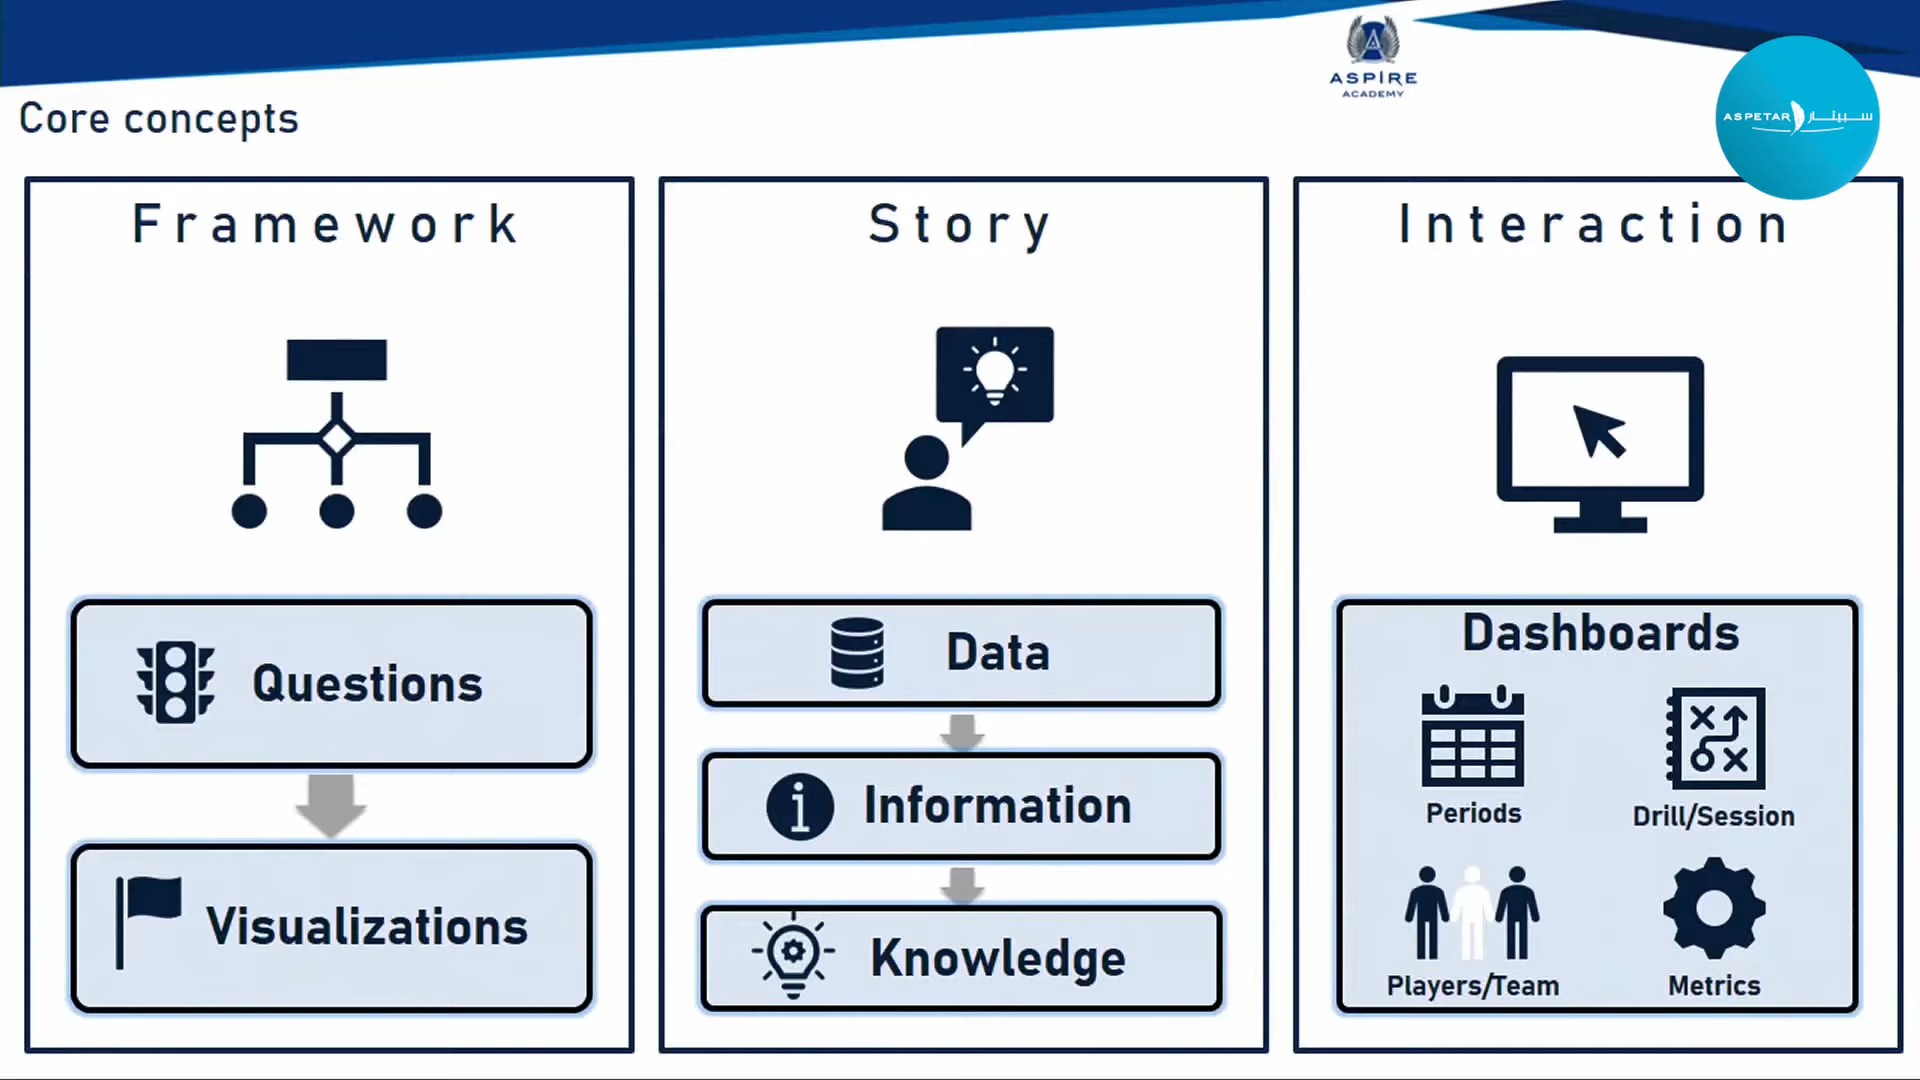 ASPIRE
ACADEMY
ASPETAR سبيتار
Core concepts
Framework
Questions
Visualizations
Story
Data
Information
Knowledge
Interaction
Dashboards
Periods
Drill/Session
Players/Team
Metrics